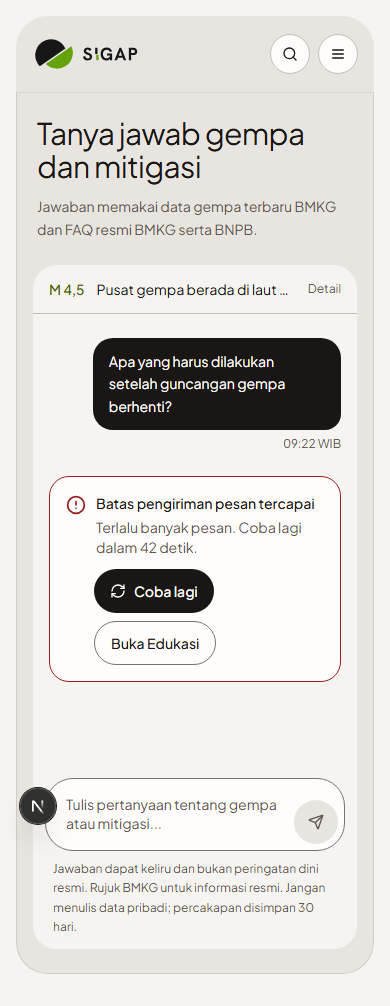 SIGAP
Tanya jawab gempa
dan mitigasi
Jawaban memakai data gempa terbaru BMKG
dan FAQ resmi BMKG serta BNPB.
M 4,5 Pusat gempa berada di laut ... Detail
Apa yang harus dilakukan
setelah guncangan gempa
berhenti?
09:22 WIB
Batas pengiriman pesan tercapai
Terlalu banyak pesan. Coba lagi
dalam 42 detik.
Coba lagi
Buka Edukasi
N
Tulis pertanyaan tentang gempa
atau mitigasi...
Jawaban dapat keliru dan bukan peringatan dini
resmi. Rujuk BMKG untuk informasi resmi. Jangan
menulis data pribadi; percakapan disimpan 30
hari.